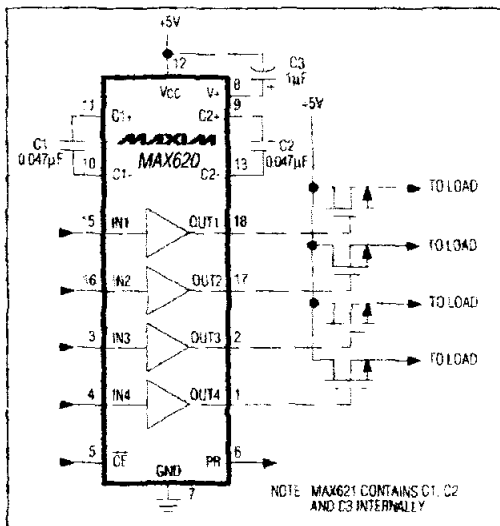 +5V
12
VCC
C3
1µF
8
V+
+
11
C1+
C2+
9
+5V
C1
0.047µF
MAXIM
MAX620
C2
0.047µF
10
C1-
C2-
13
TO LOAD
15
IN1
OUT1
18
TO LOAD
16
IN2
OUT2
17
TO LOAD
3
IN3
OUT3
2
TO LOAD
4
IN4
OUT4
1
5
CE
PR
6
GND
7
NOTE: MAX621 CONTAINS C1, C2
AND C3 INTERNALLY